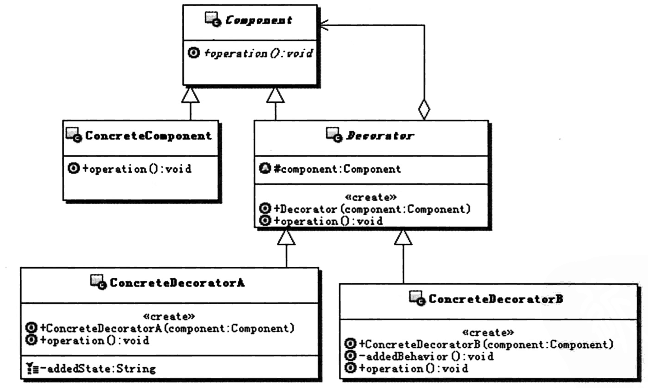 Component
+operation():void
ConcreteComponent
+operation():void
Decorator
#component:Component
«create»
+Decorator(component:Component)
+operation():void
ConcreteDecoratorA
«create»
+ConcreteDecoratorA(component:Component)
+operation():void
-addedState:String
ConcreteDecoratorB
«create»
+ConcreteDecoratorB(component:Component)
-addedBehavior():void
+operation():void